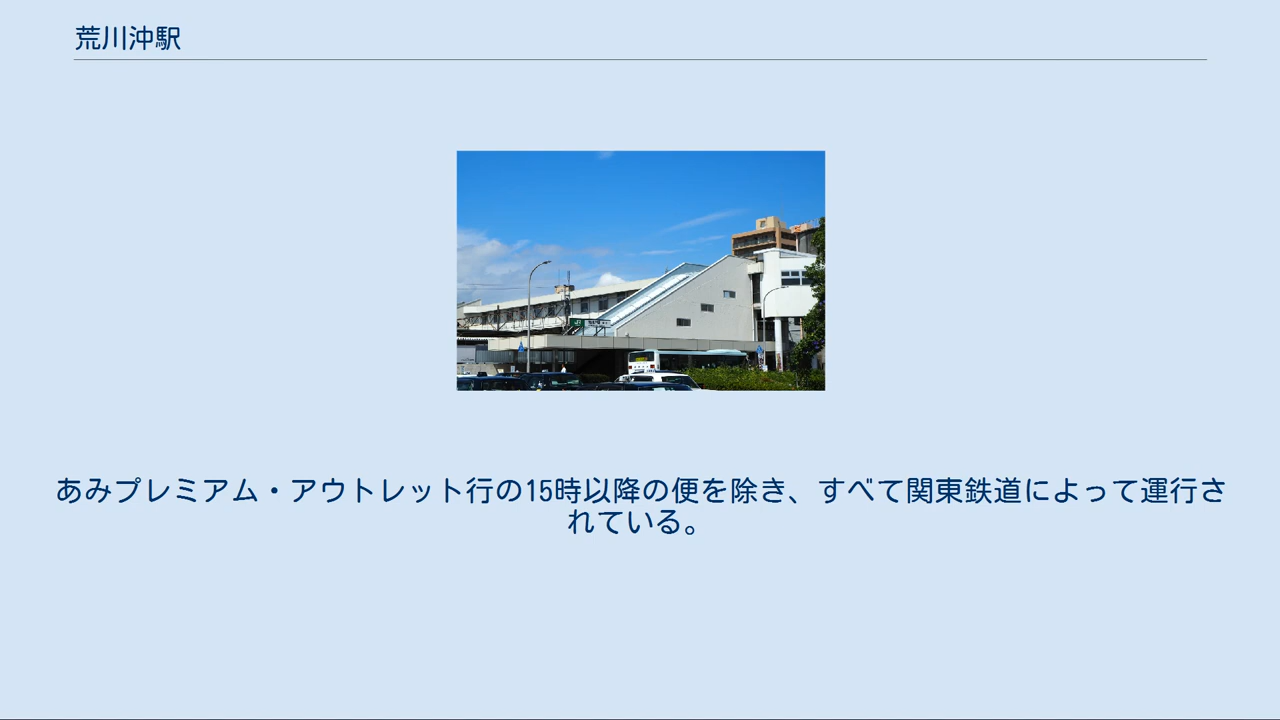 荒川沖駅
あみプレミアム・アウトレット行の15時以降の便を除き、すべて関東鉄道によって運行さ
れている。